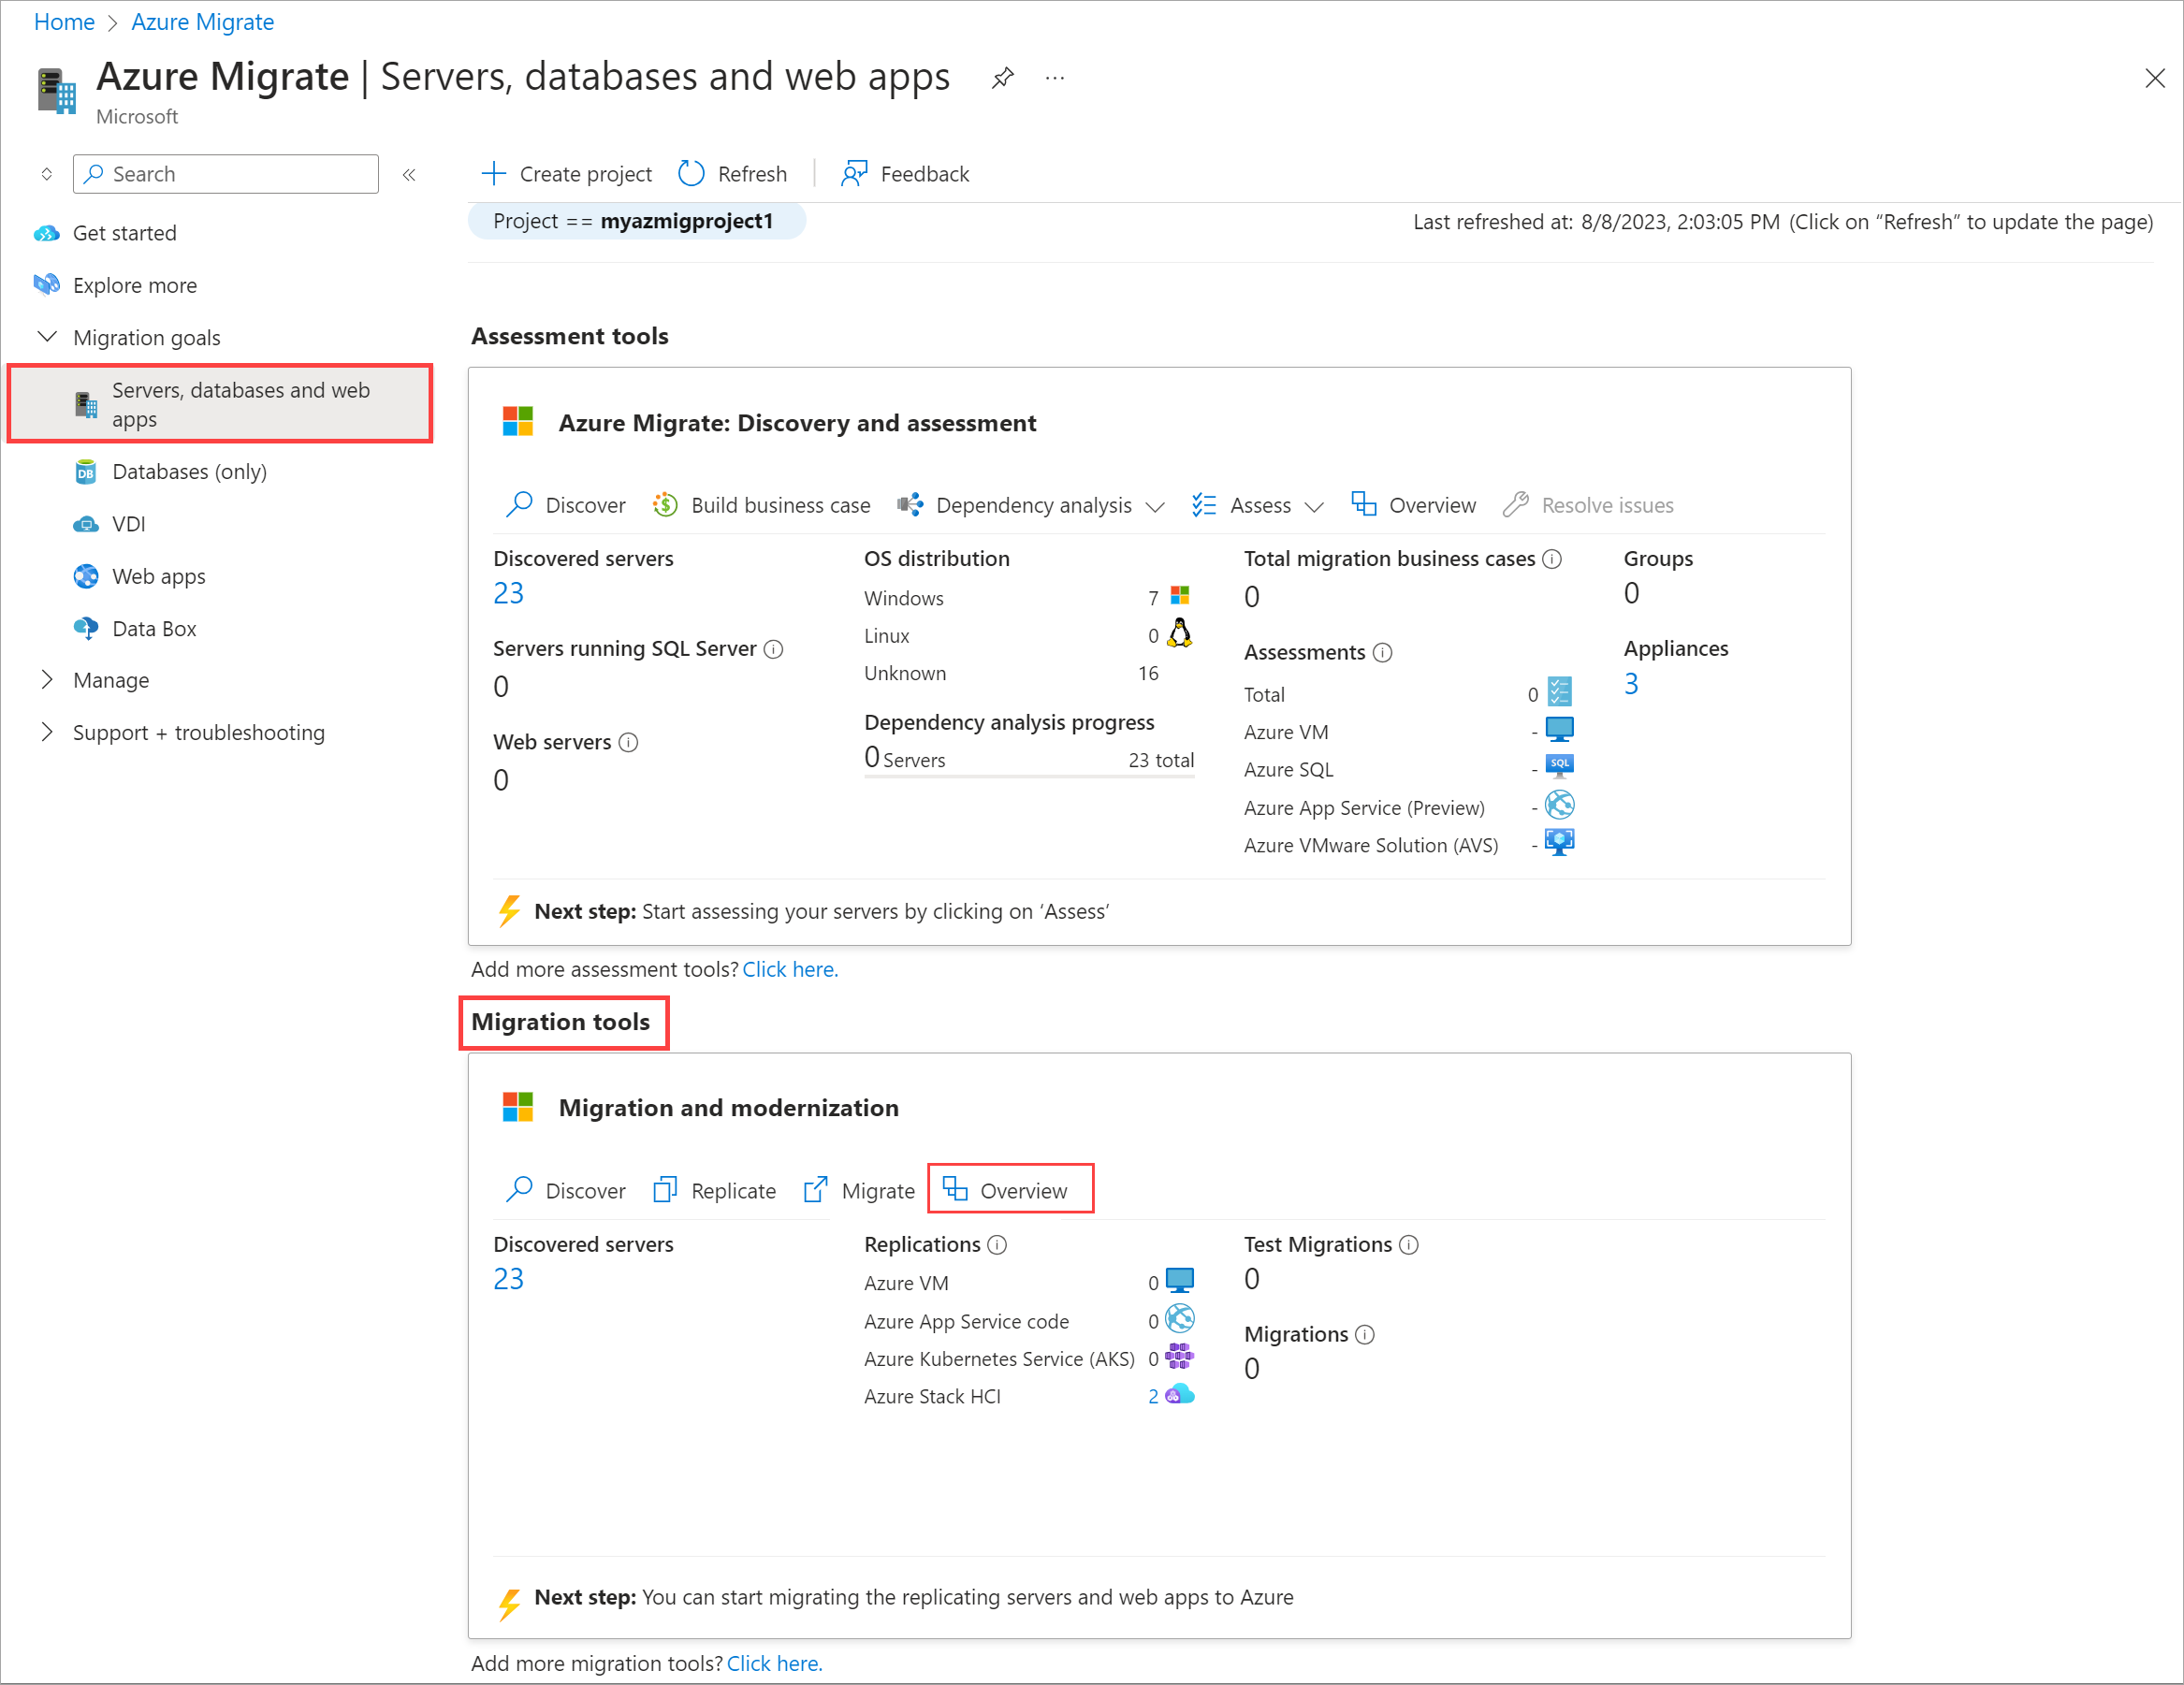 Home > Azure Migrate
Azure Migrate | Servers, databases and web apps ...
Microsoft
Search «
Get started
Explore more
Migration goals
Servers, databases and web
apps
DB Databases (only)
VDI
Web apps
Data Box
Manage
Support + troubleshooting
Create project Refresh Feedback
Project == myazmigproject1
Last refreshed at: 8/8/2023, 2:03:05 PM (Click on “Refresh” to update the page)
Assessment tools
Azure Migrate: Discovery and assessment
Discover Build business case Dependency analysis Assess Overview Resolve issues
Discovered servers
23
Servers running SQL Server
0
Web servers
0
OS distribution
Windows 7
Linux 0
Unknown 16
Dependency analysis progress
0 Servers 23 total
Total migration business cases
0
Assessments
Total 0
Azure VM -
Azure SQL - SQL
Azure App Service (Preview) -
Azure VMware Solution (AVS) -
Groups
0
Appliances
3
Next step: Start assessing your servers by clicking on ‘Assess’
Add more assessment tools? Click here.
Migration tools
Migration and modernization
Discover Replicate Migrate Overview
Discovered servers
23
Replications
Azure VM 0
Azure App Service code 0
Azure Kubernetes Service (AKS) 0
Azure Stack HCI 2
Test Migrations
0
Migrations
0
Next step: You can start migrating the replicating servers and web apps to Azure
Add more migration tools? Click here.